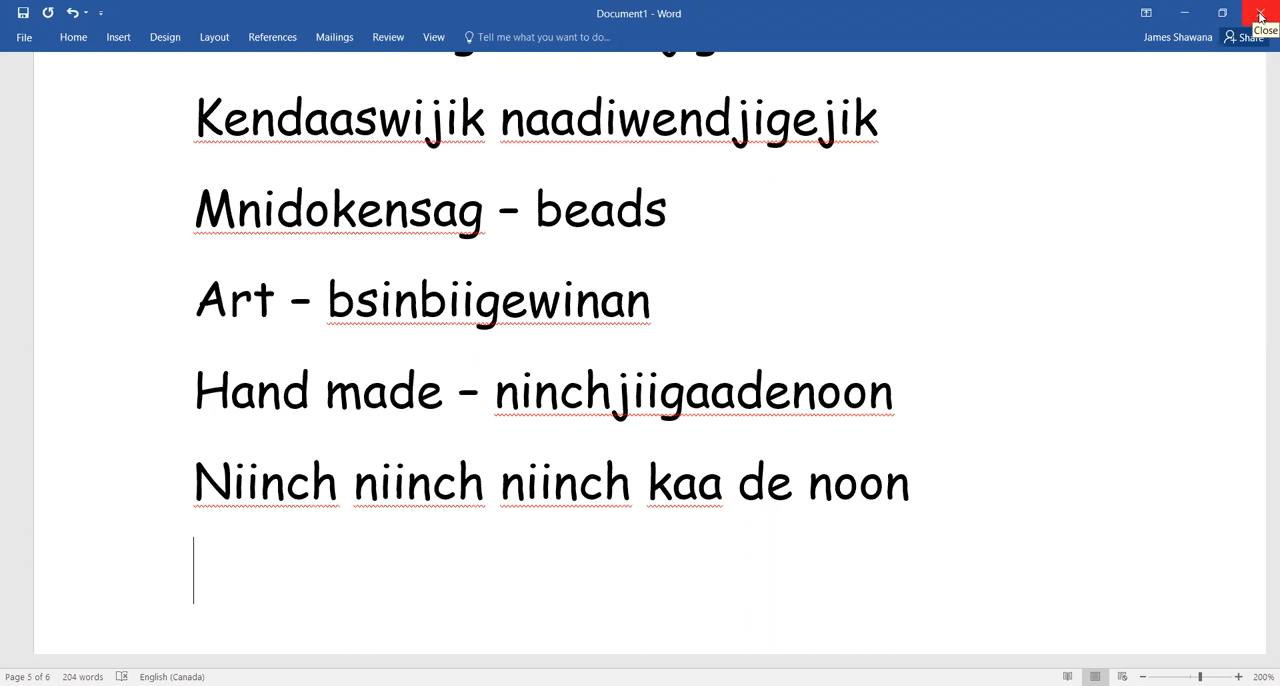 Document1 - Word
File Home Insert Design Layout References Mailings Review View Tell me what you want to do... James Shawana Share
Close
Kendaaswijik naadiwendjigejik
Mnidokensag – beads
Art – bsinbiigewinan
Hand made – ninchjiigaadenoon
Niinch niinch niinch kaa de noon
Page 5 of 6 204 words English (Canada) 200%